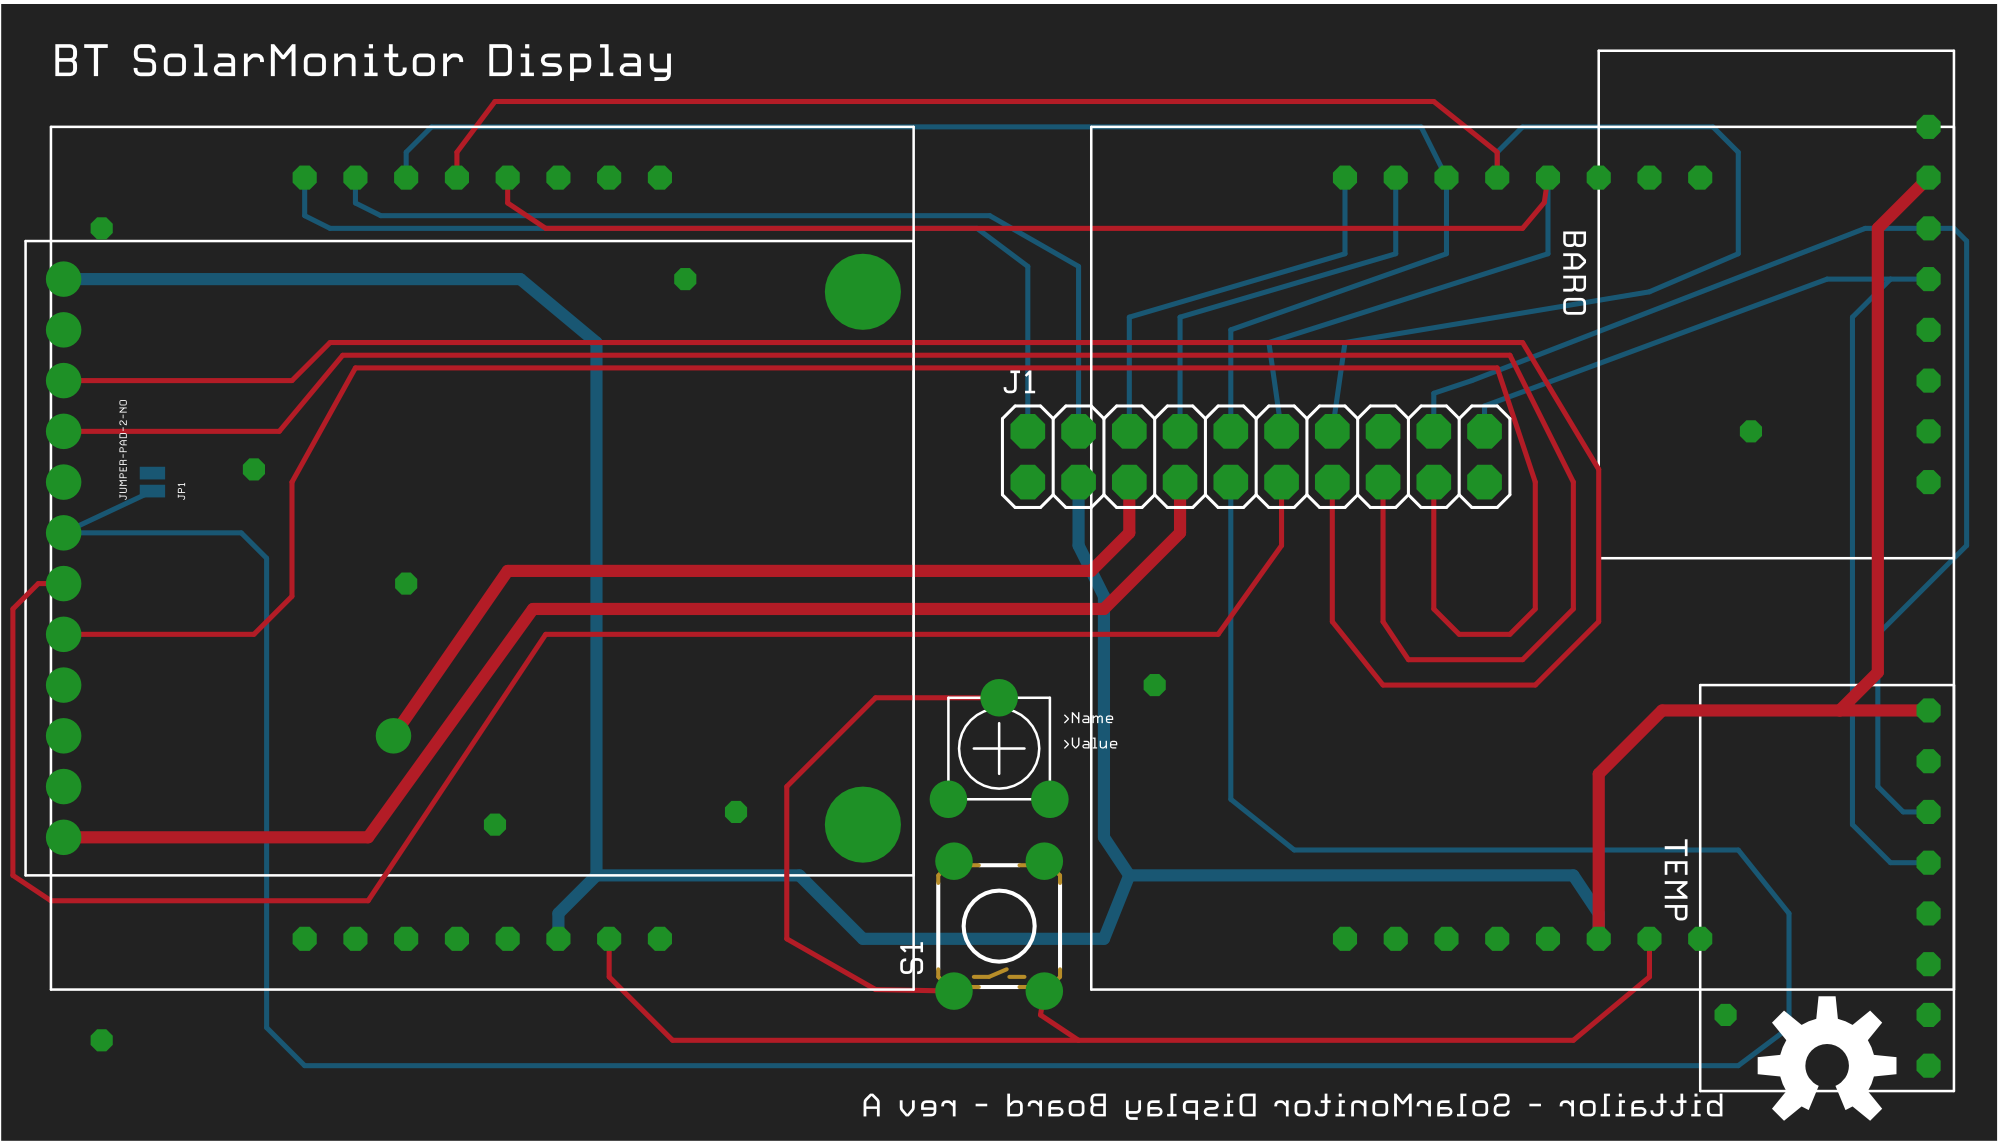 BT SolarMonitor Display
BARO
J1
JUMPER-PAD-2-NO
JP1
>Name
>Value
TEMP
S1
bittailor - SolarMonitor Display Board - rev A